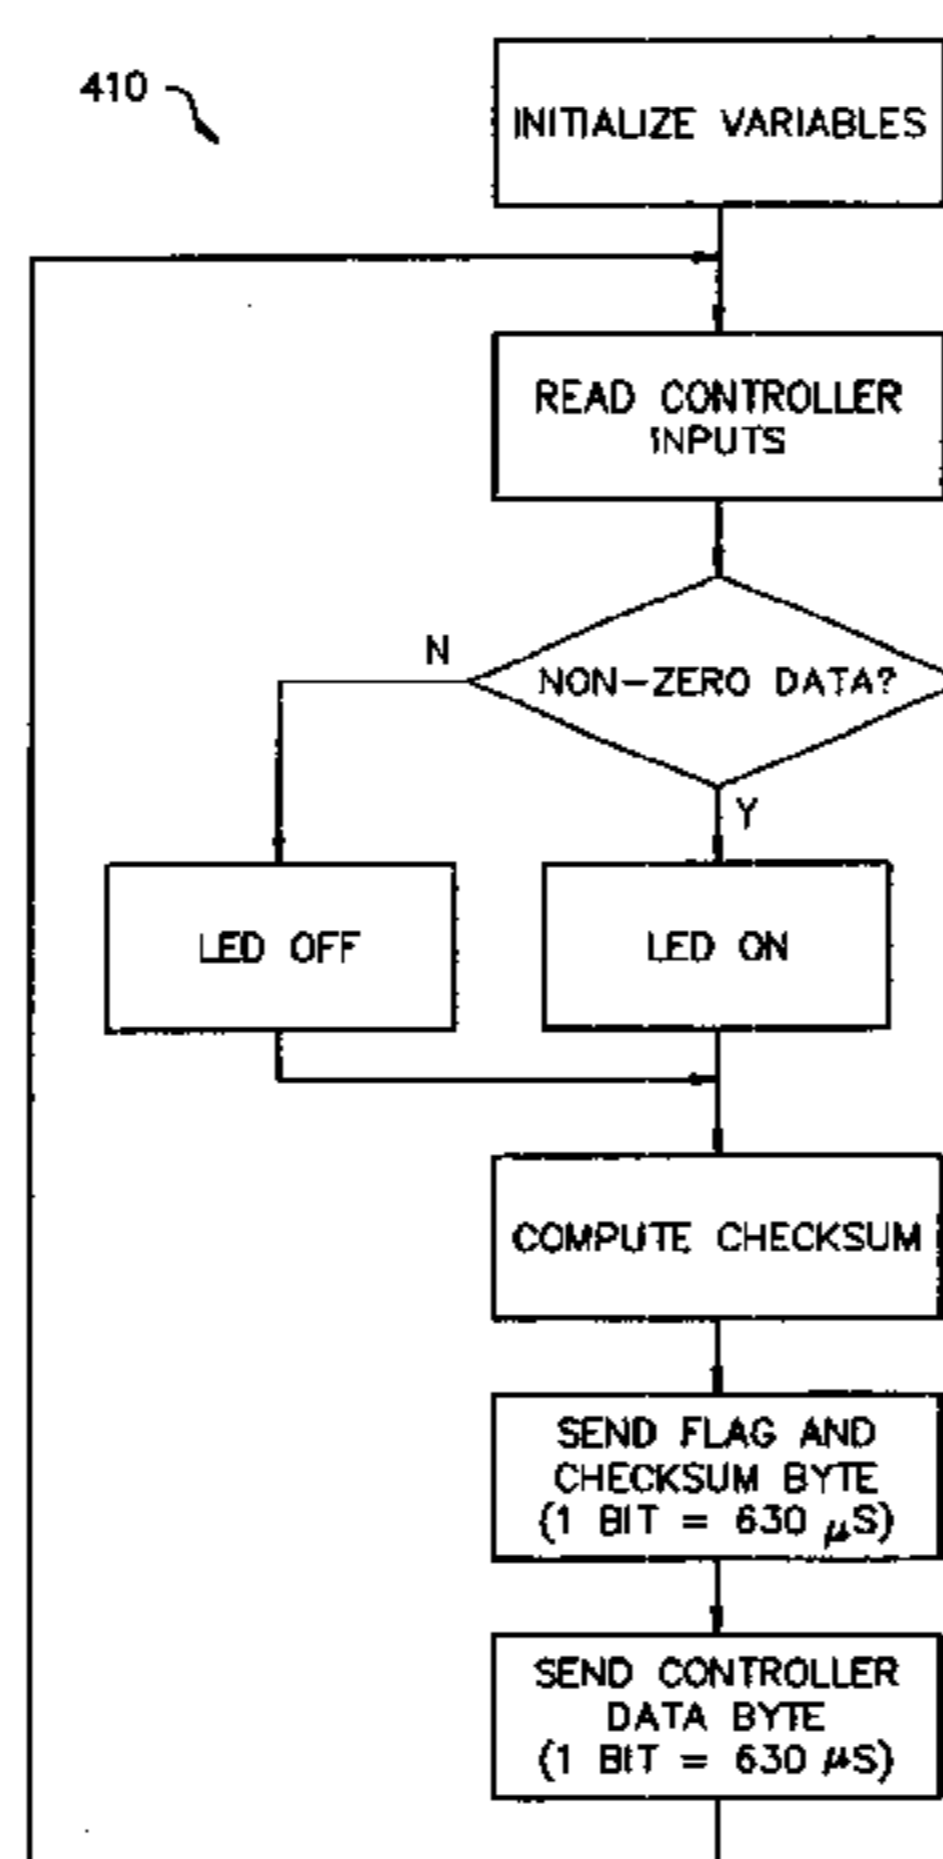 410
INITIALIZE VARIABLES
READ CONTROLLER
INPUTS
N
NON-ZERO DATA?
Y
LED OFF
LED ON
COMPUTE CHECKSUM
SEND FLAG AND
CHECKSUM BYTE
(1 BIT = 630 μS)
SEND CONTROLLER
DATA BYTE
(1 BIT = 630 μS)